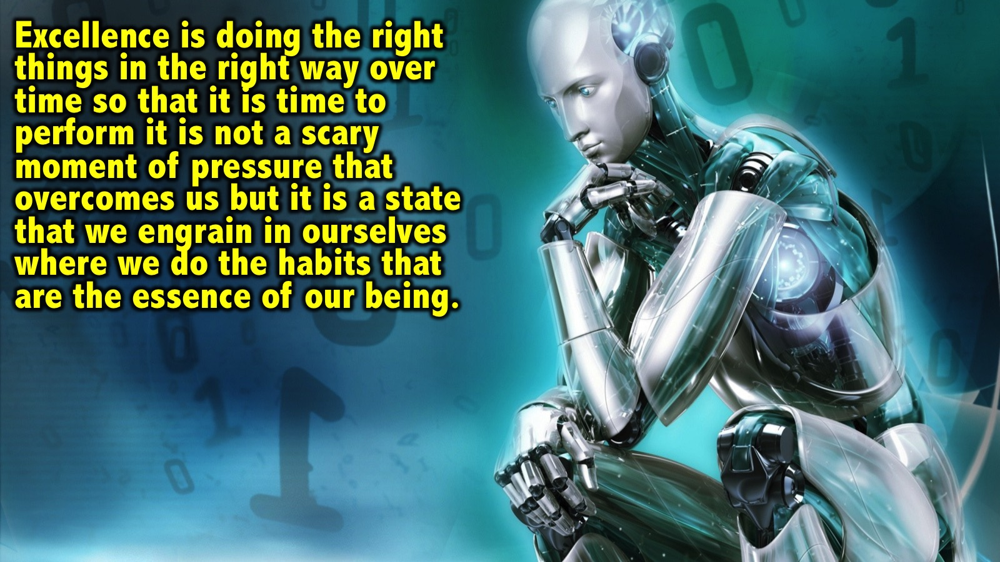 Excellence is doing the right
things in the right way over
time so that it is time to
perform it is not a scary
moment of pressure that
overcomes us but it is a state
that we engrain in ourselves
where we do the habits that
are the essence of our being.